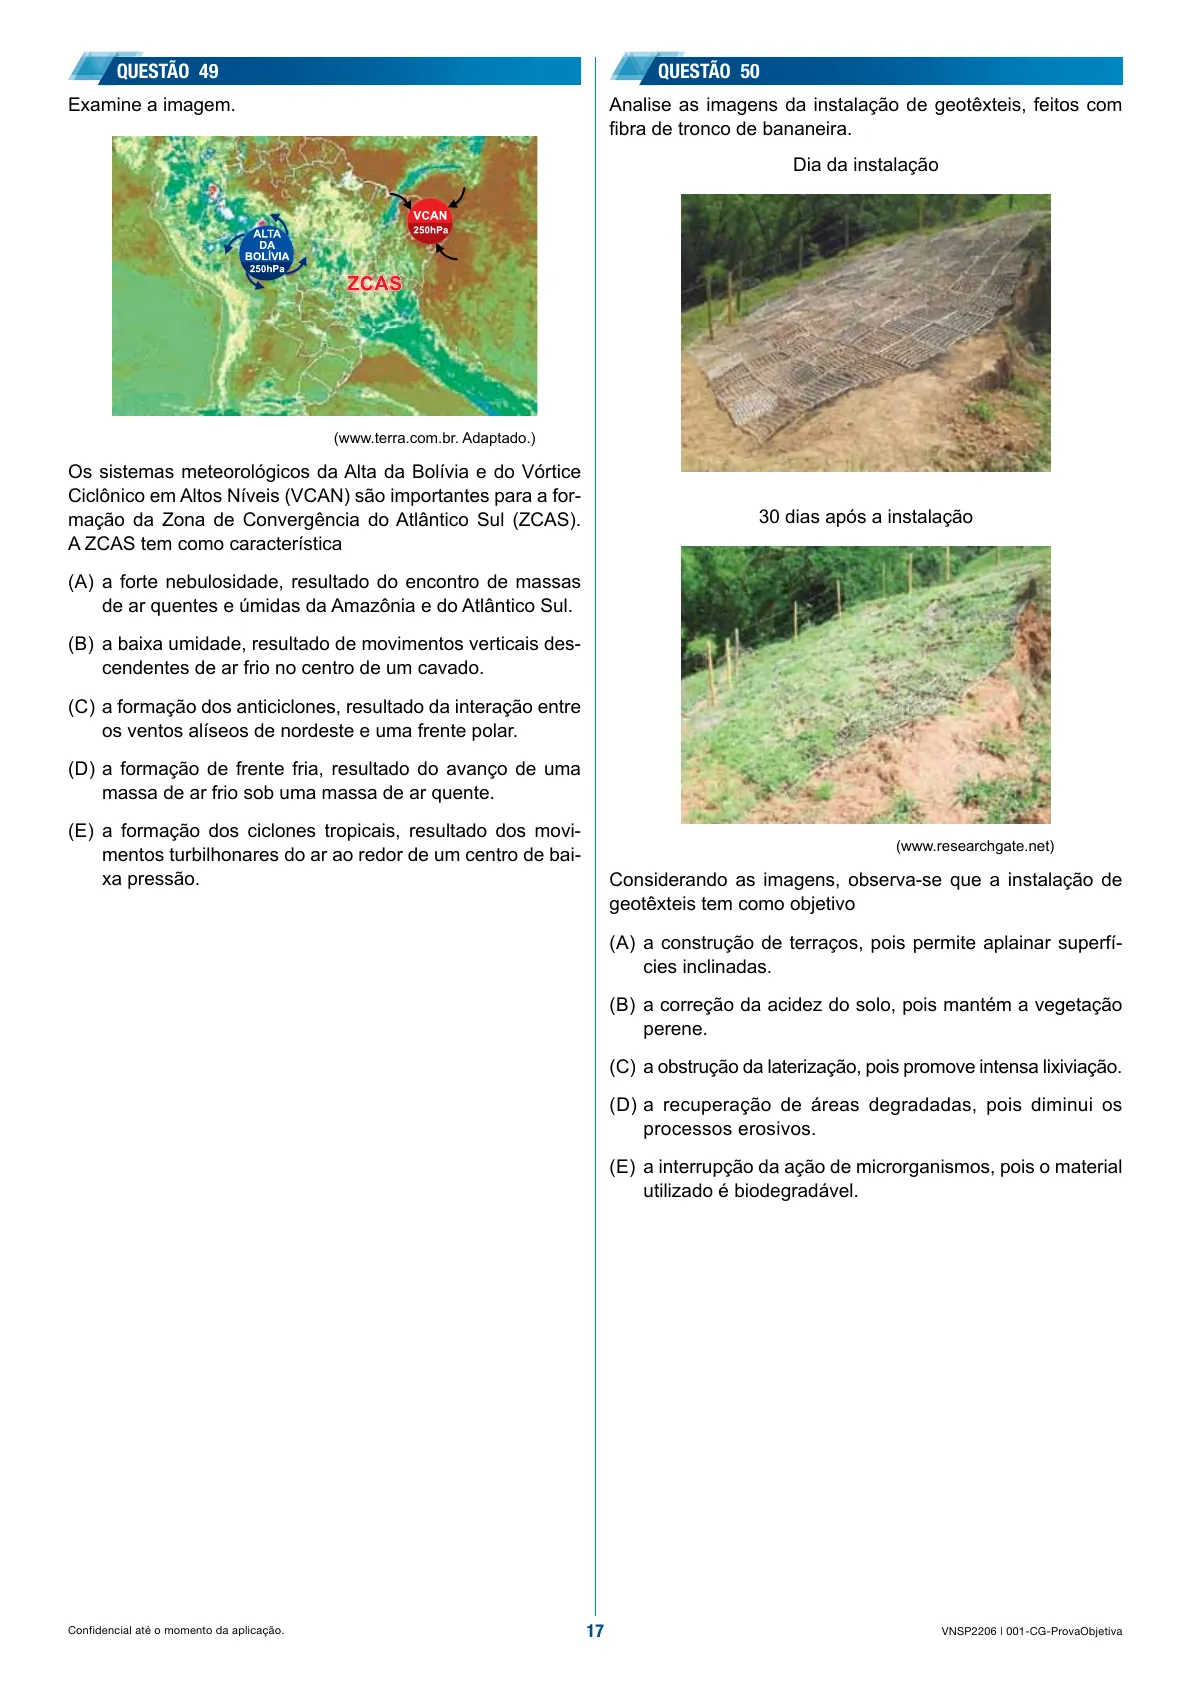 QUESTÃO 49
Examine a imagem.
ALTA
DA
BOLÍVIA
250hPa
VCAN
250hPa
ZCAS
(www.terra.com.br. Adaptado.)
Os sistemas meteorológicos da Alta da Bolívia e do Vórtice
Ciclônico em Altos Níveis (VCAN) são importantes para a for-
mação da Zona de Convergência do Atlântico Sul (ZCAS).
A ZCAS tem como característica
(A) a forte nebulosidade, resultado do encontro de massas
de ar quentes e úmidas da Amazônia e do Atlântico Sul.
(B) a baixa umidade, resultado de movimentos verticais des-
cendentes de ar frio no centro de um cavado.
(C) a formação dos anticiclones, resultado da interação entre
os ventos alíseos de nordeste e uma frente polar.
(D) a formação de frente fria, resultado do avanço de uma
massa de ar frio sob uma massa de ar quente.
(E) a formação dos ciclones tropicais, resultado dos movi-
mentos turbilhonares do ar ao redor de um centro de bai-
xa pressão.
QUESTÃO 50
Analise as imagens da instalação de geotêxteis, feitos com
fibra de tronco de bananeira.
Dia da instalação
30 dias após a instalação
(www.researchgate.net)
Considerando as imagens, observa-se que a instalação de
geotêxteis tem como objetivo
(A) a construção de terraços, pois permite aplainar superfí-
cies inclinadas.
(B) a correção da acidez do solo, pois mantém a vegetação
perene.
(C) a obstrução da laterização, pois promove intensa lixiviação.
(D) a recuperação de áreas degradadas, pois diminui os
processos erosivos.
(E) a interrupção da ação de microrganismos, pois o material
utilizado é biodegradável.
Confidencial até o momento da aplicação.
17
VNSP2206 | 001-CG-ProvaObjetiva